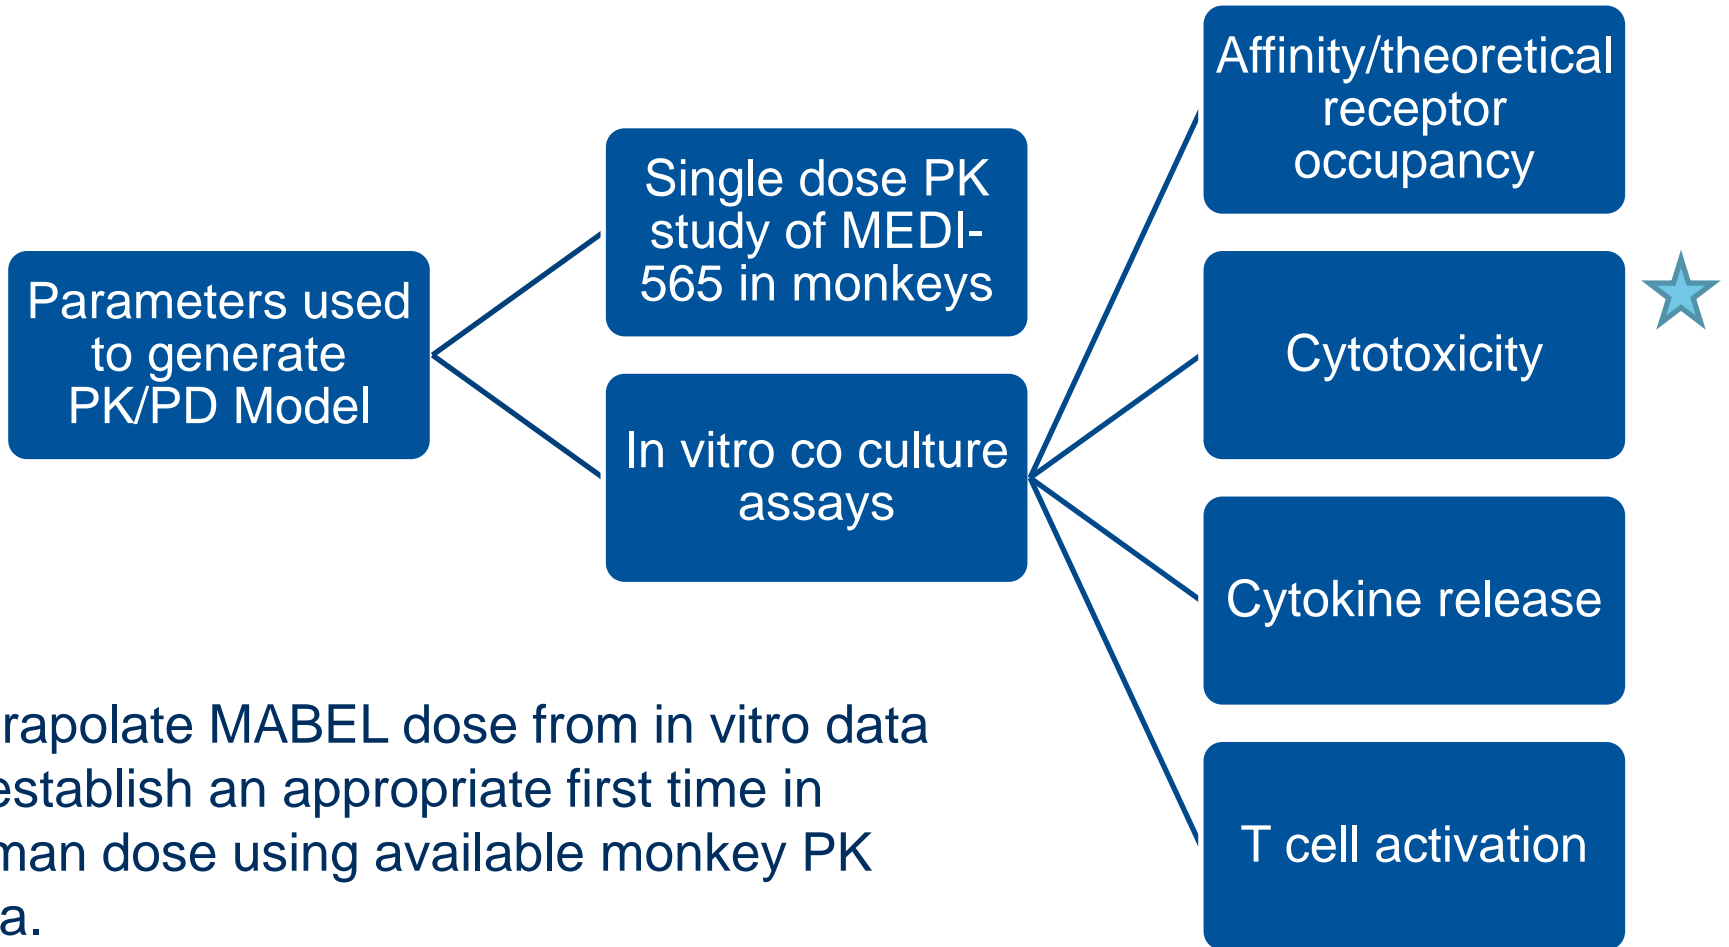 Parameters used
to generate
PK/PD Model
Single dose PK
study of MEDI-
565 in monkeys
In vitro co culture
assays
Affinity/theoretical
receptor
occupancy
Cytotoxicity
Cytokine release
T cell activation
rapolate MABEL dose from in vitro data
establish an appropriate first time in
man dose using available monkey PK
a.